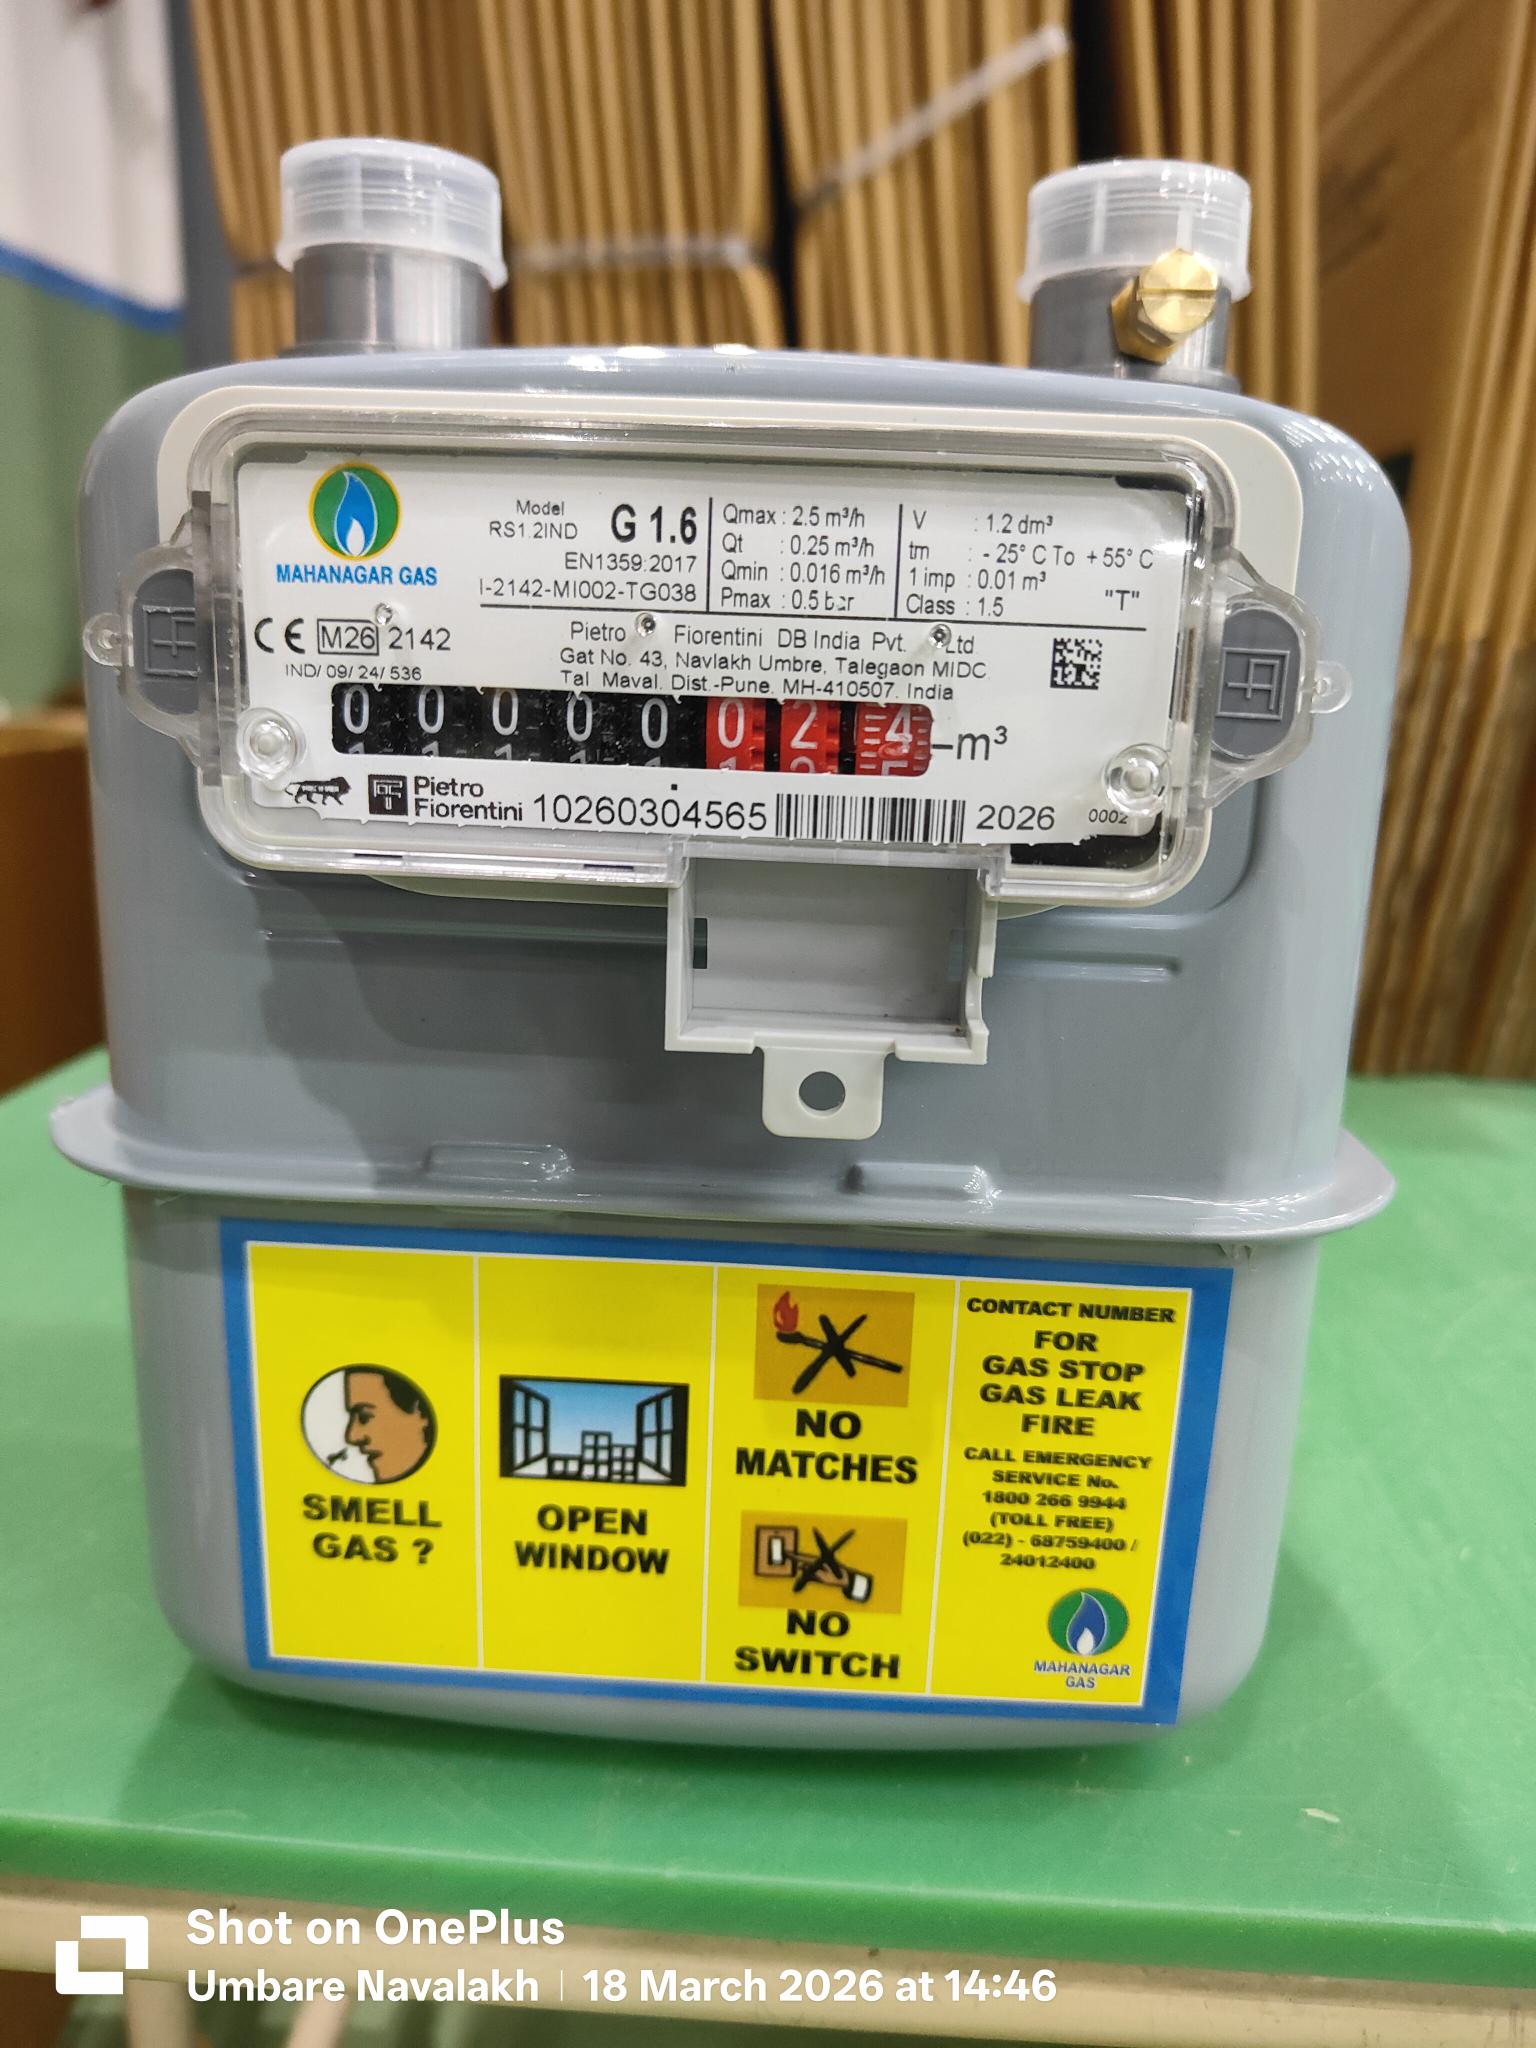 MAHANAGAR GAS
Model
RS1.2IND G 1.6
EN1359:2017
I-2142-MI002-TG038
Qmax : 2.5 m³/h
Qt : 0.25 m³/h
Qmin : 0.016 m³/h
Pmax : 0.5 bar
V : 1.2 dm³
tm : - 25° C To + 55° C
1 imp : 0.01 m³
Class : 1.5 "T"
CE M26 2142
IND/ 09/ 24/ 536
Pietro Fiorentini DB India Pvt. Ltd
Gat No. 43, Navlakh Umbre, Talegaon MIDC
Tal Maval. Dist.-Pune. MH-410507. India
0 0 0 0 0 0 2 4 m³
Pietro
Fiorentini 10260304565 2026 0002
SMELL
GAS ?
OPEN
WINDOW
NO
MATCHES
NO
SWITCH
CONTACT NUMBER
FOR
GAS STOP
GAS LEAK
FIRE
CALL EMERGENCY
SERVICE No.
1800 266 9944
(TOLL FREE)
(022) - 68759400 /
24012400
MAHANAGAR
GAS
Shot on OnePlus
Umbare Navalakh | 18 March 2026 at 14:46